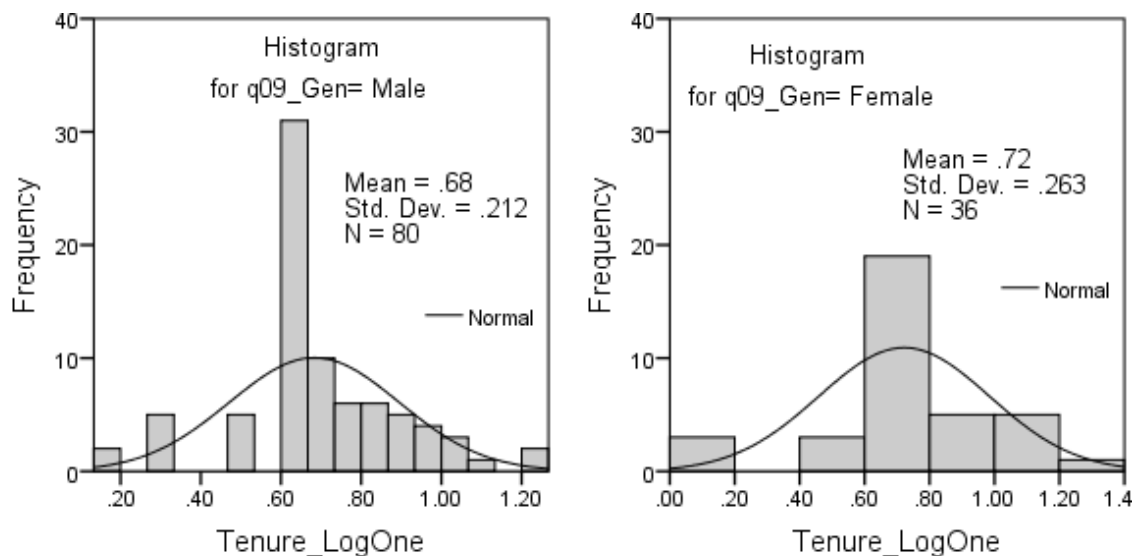 40
30
20
10
0
Frequency
Histogram
for q09_Gen= Male
Mean = .68
Std. Dev. = .212
N = 80
Normal
.20 .40 .60 .80 1.00 1.20
Tenure_LogOne
40
30
20
10
0
Frequency
Histogram
for q09_Gen= Female
Mean = .72
Std. Dev. = .263
N = 36
Normal
.00 .20 .40 .60 .80 1.00 1.20 1.4
Tenure_LogOne